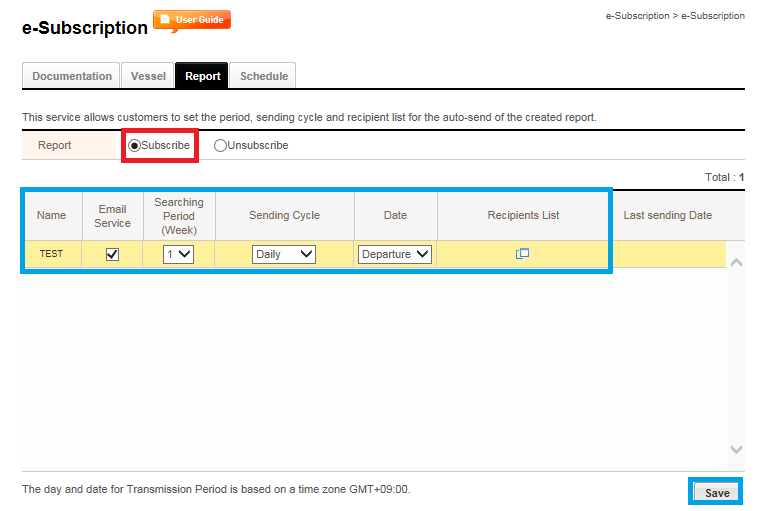 e-Subscription User Guide
e-Subscription > e-Subscription
Documentation Vessel Report Schedule
This service allows customers to set the period, sending cycle and recipient list for the auto-send of the created report.
Report Subscribe Unsubscribe
Total : 1
Name Email Service Searching Period (Week) Sending Cycle Date Recipients List Last sending Date
TEST 1 Daily Departure
The day and date for Transmission Period is based on a time zone GMT+09:00.
Save